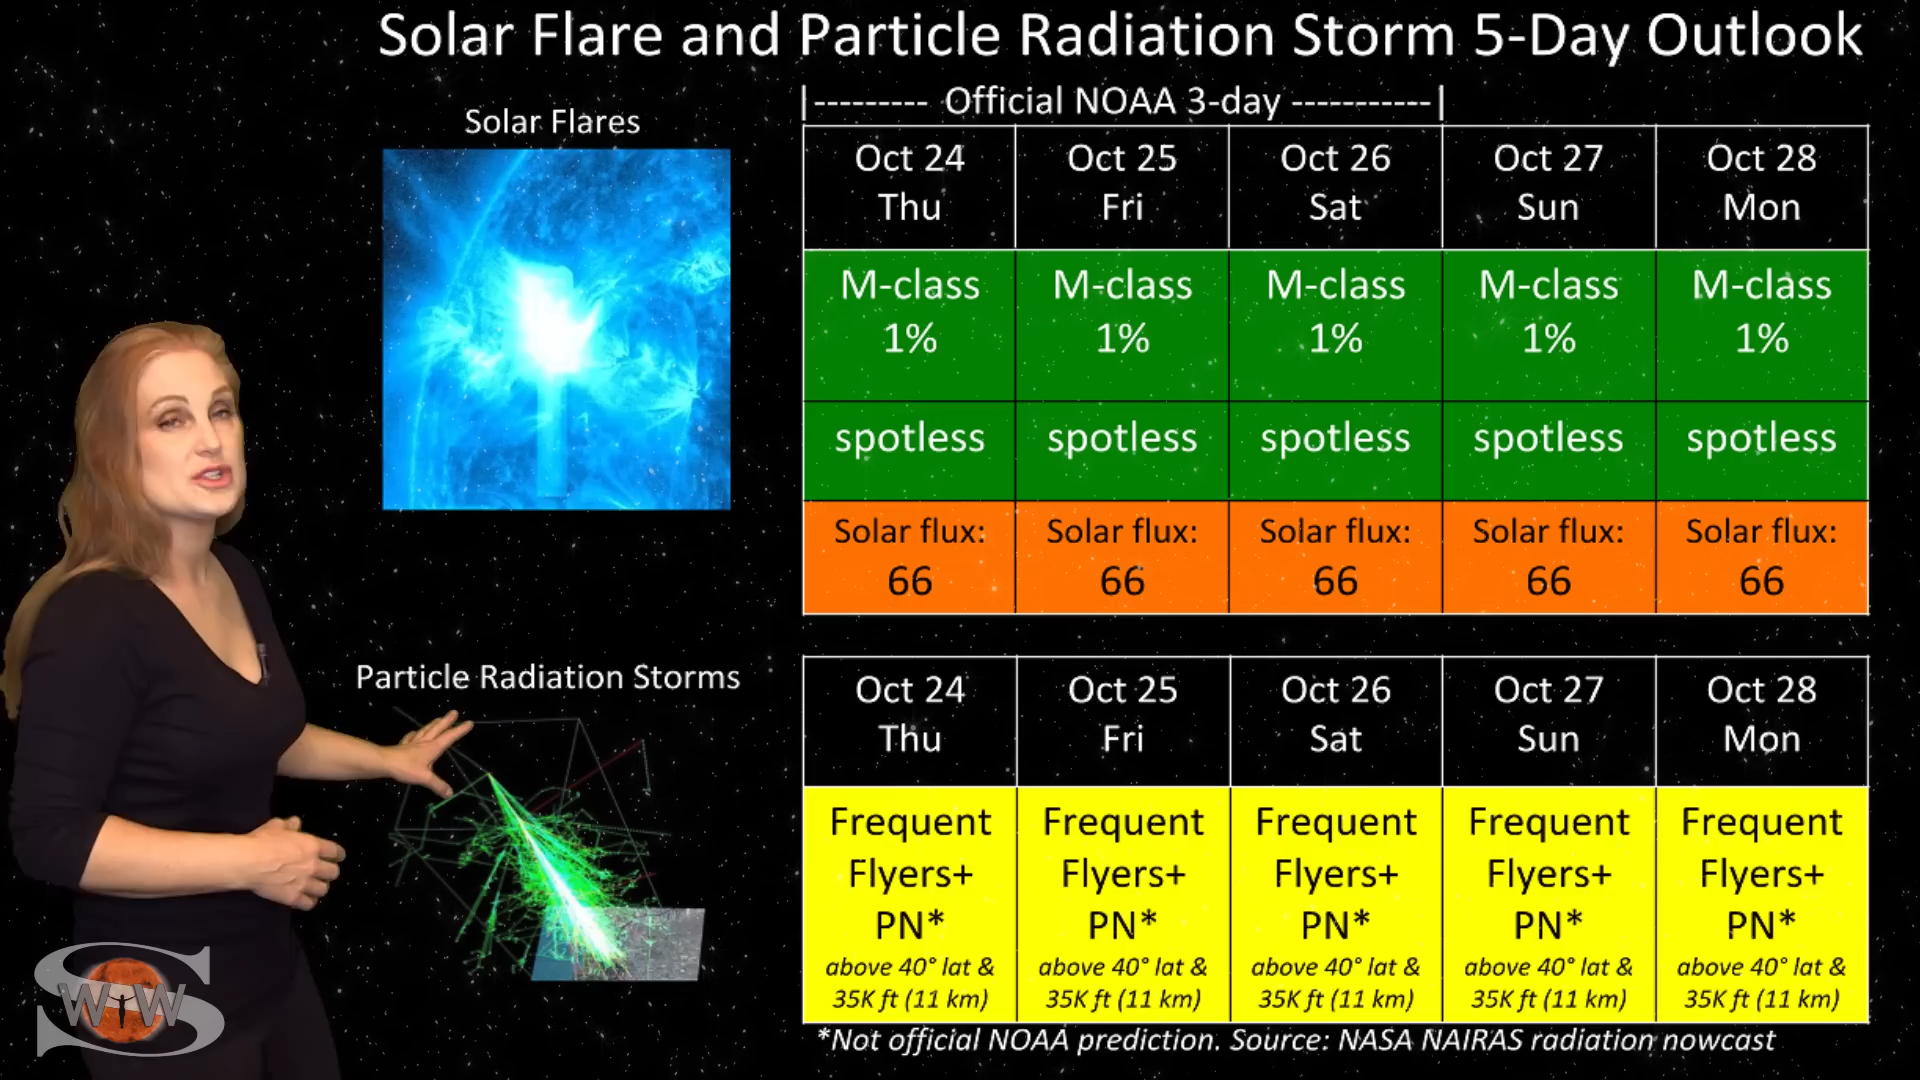 Solar Flare and Particle Radiation Storm 5-Day Outlook
|--------- Official NOAA 3-day -----------|
Solar Flares
Oct 24 Oct 25 Oct 26 Oct 27 Oct 28
Thu Fri Sat Sun Mon
M-class M-class M-class M-class M-class
1% 1% 1% 1% 1%
spotless spotless spotless spotless spotless
Solar flux: Solar flux: Solar flux: Solar flux: Solar flux:
66 66 66 66 66
Particle Radiation Storms
Oct 24 Oct 25 Oct 26 Oct 27 Oct 28
Thu Fri Sat Sun Mon
Frequent Frequent Frequent Frequent Frequent
Flyers+ Flyers+ Flyers+ Flyers+ Flyers+
PN* PN* PN* PN* PN*
above 40° lat & above 40° lat & above 40° lat & above 40° lat & above 40° lat &
35K ft (11 km) 35K ft (11 km) 35K ft (11 km) 35K ft (11 km) 35K ft (11 km)
*Not official NOAA prediction. Source: NASA NAIRAS radiation nowcast
S
WTW